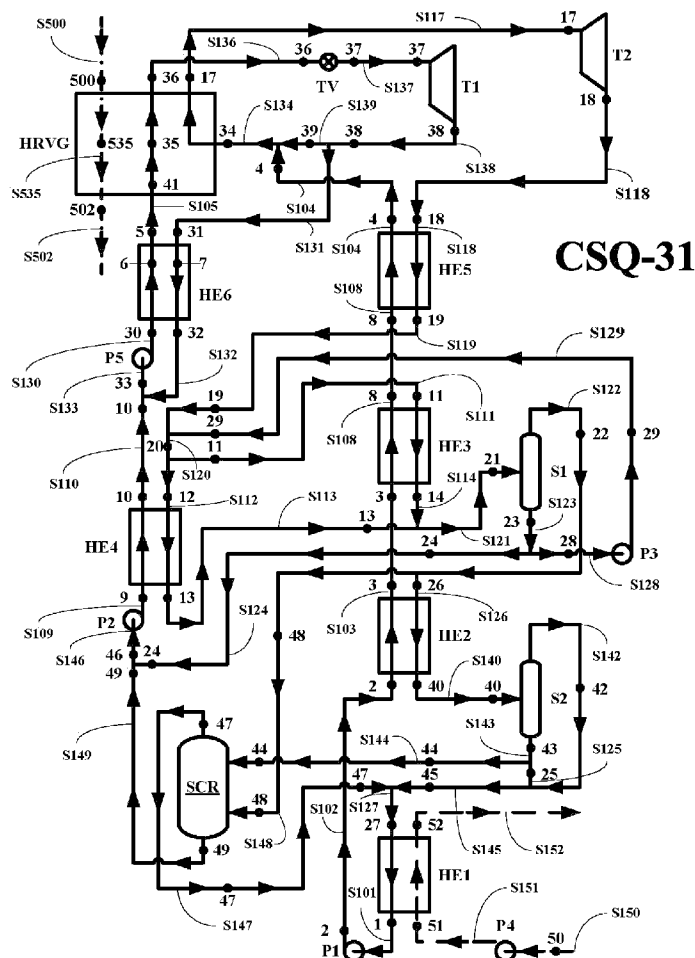 S500
S136
S117
17
36
37
37
T2
500
36
17
TV
S137
T1
S134
S139
18
HRVG
535
35
34
39
38
38
4
S138
S535
41
S104
S118
502
S105
4
18
S502
5
31
S131
S104
S118
CSQ-31
6
7
HE5
S108
HE6
8
19
S129
30
32
S119
P5
S130
S132
S122
S133
33
8
11
S111
10
19
29
S108
22
29
20
11
HE3
21
S1
S110
S120
S113
S114
10
12
S112
3
14
S123
13
S121
23
HE4
24
28
P3
S128
9
13
3
26
S109
P2
S103
S126
S124
S146
46
24
48
HE2
S140
S142
49
2
40
40
S2
42
47
S143
S144
43
S125
S149
44
44
25
SCR
47
45
48
S102
S127
S148
27
52
S152
S145
49
HE1
S101
S151
47
1
51
P4
S147
2
50
S150
P1